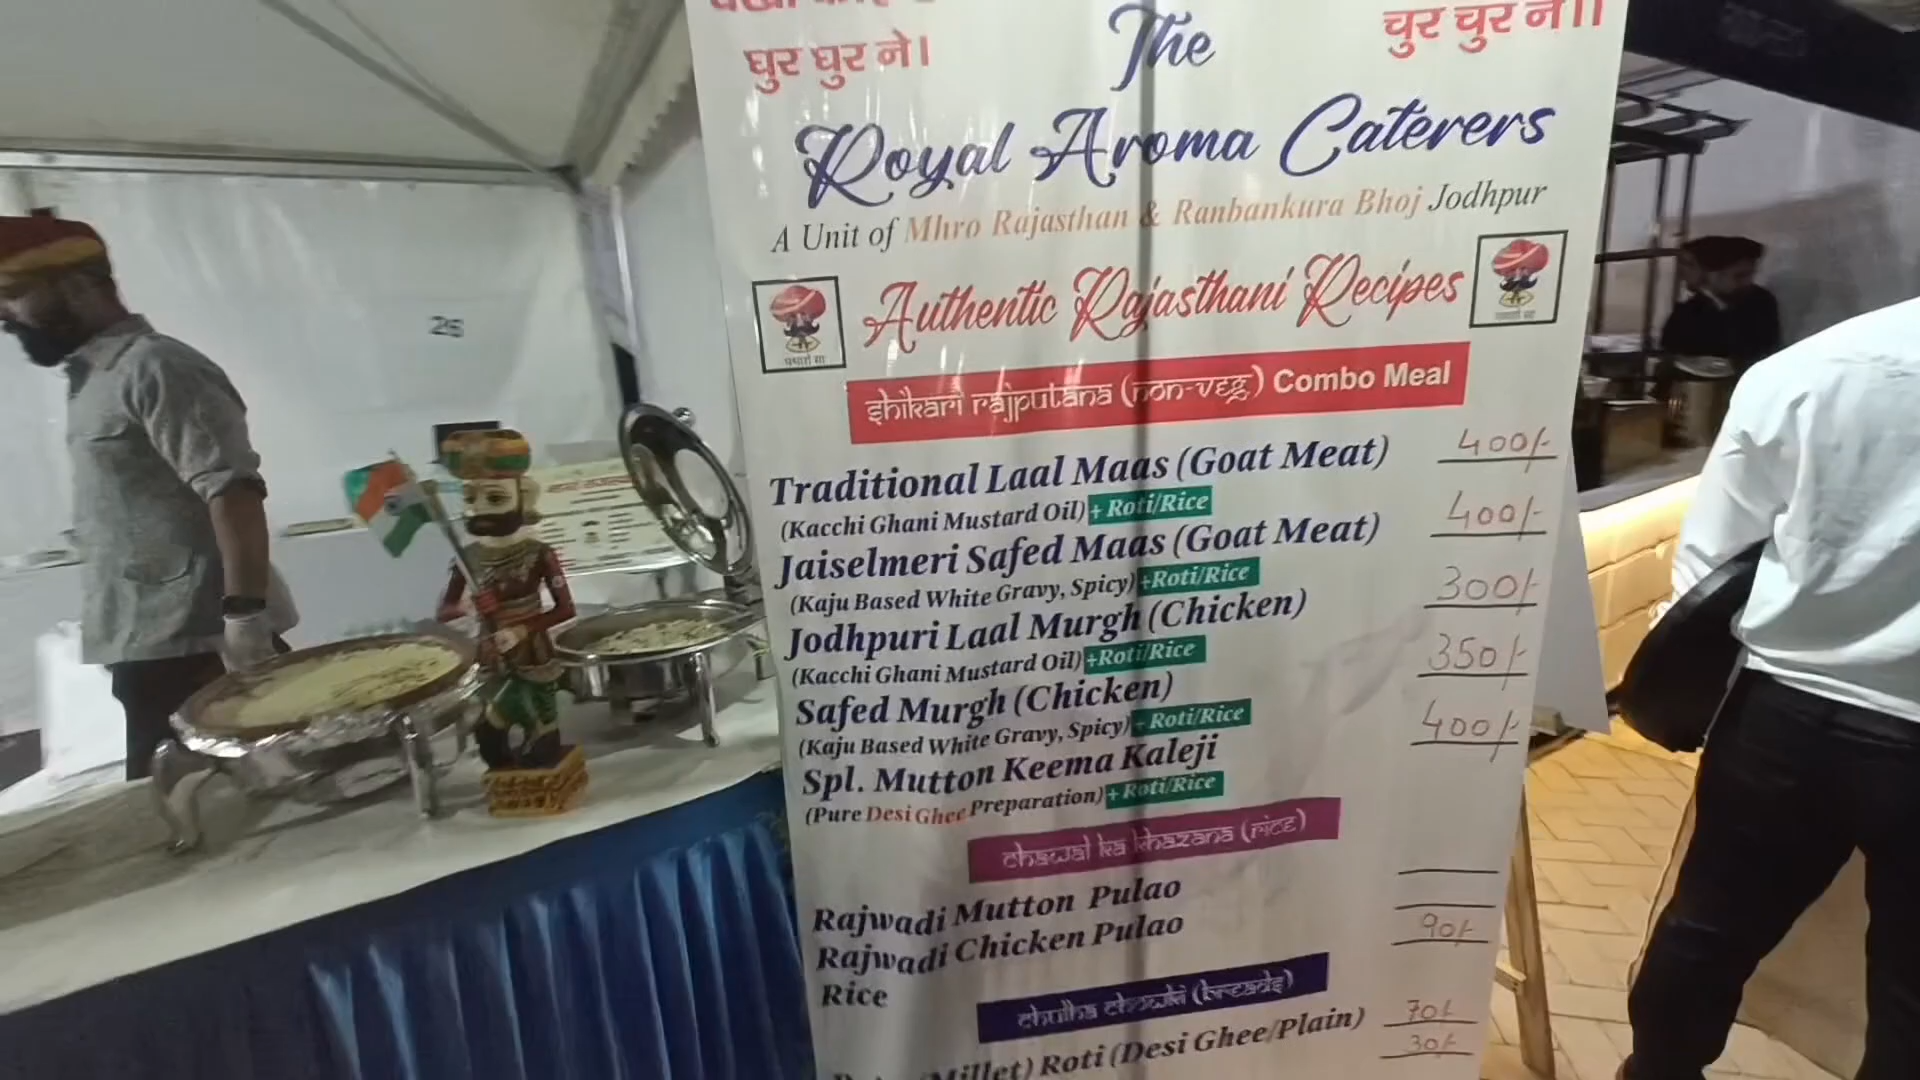 घुर घुर ने।
चुर चुर ने।।
The
Royal Aroma Caterers
A Unit of Mhro Rajasthan & Ranbankura Bhoj Jodhpur
Authentic Rajasthani Recipes
shikari rajputana (non-veg) Combo Meal
Traditional Laal Maas (Goat Meat) 400/-
(Kacchi Ghani Mustard Oil) + Roti/Rice
Jaiselmeri Safed Maas (Goat Meat) 400/-
(Kaju Based White Gravy, Spicy) +Roti/Rice
Jodhpuri Laal Murgh (Chicken) 300/-
(Kacchi Ghani Mustard Oil) +Roti/Rice
Safed Murgh (Chicken) 350/-
(Kaju Based White Gravy, Spicy) + Roti/Rice
Spl. Mutton Keema Kaleji 400/-
(Pure Desi Ghee Preparation) + Roti/Rice
chawal ka khazana (rice)
Rajwadi Mutton Pulao
Rajwadi Chicken Pulao
Rice 90/-
chulha chowki (breads)
(Millet) Roti (Desi Ghee/Plain) 70/-
30/-
26